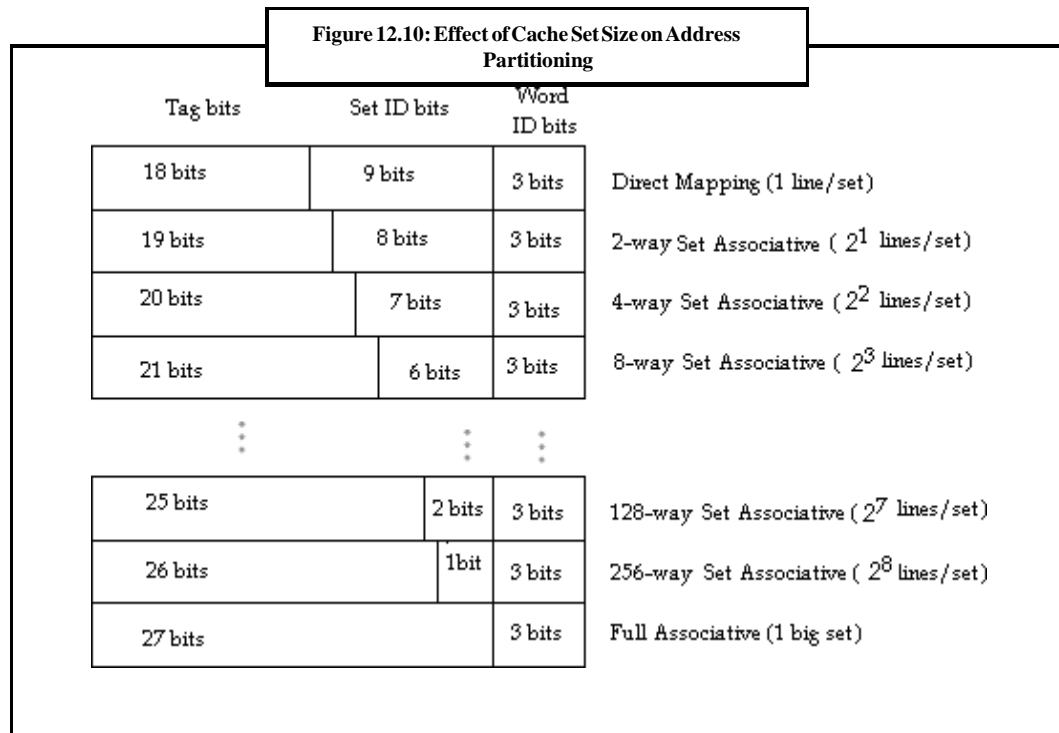 Figure 12.10: Effect of Cache Set Size on Address
Partitioning
Tag bits Set ID bits Word
ID bits
18 bits 9 bits 3 bits Direct Mapping (1 line/set)
19 bits 8 bits 3 bits 2-way Set Associative ( 2^1 lines/set)
20 bits 7 bits 3 bits 4-way Set Associative ( 2^2 lines/set)
21 bits 6 bits 3 bits 8-way Set Associative ( 2^3 lines/set)
25 bits 2 bits 3 bits 128-way Set Associative ( 2^7 lines/set)
26 bits 1bit 3 bits 256-way Set Associative ( 2^8 lines/set)
27 bits 3 bits Full Associative (1 big set)